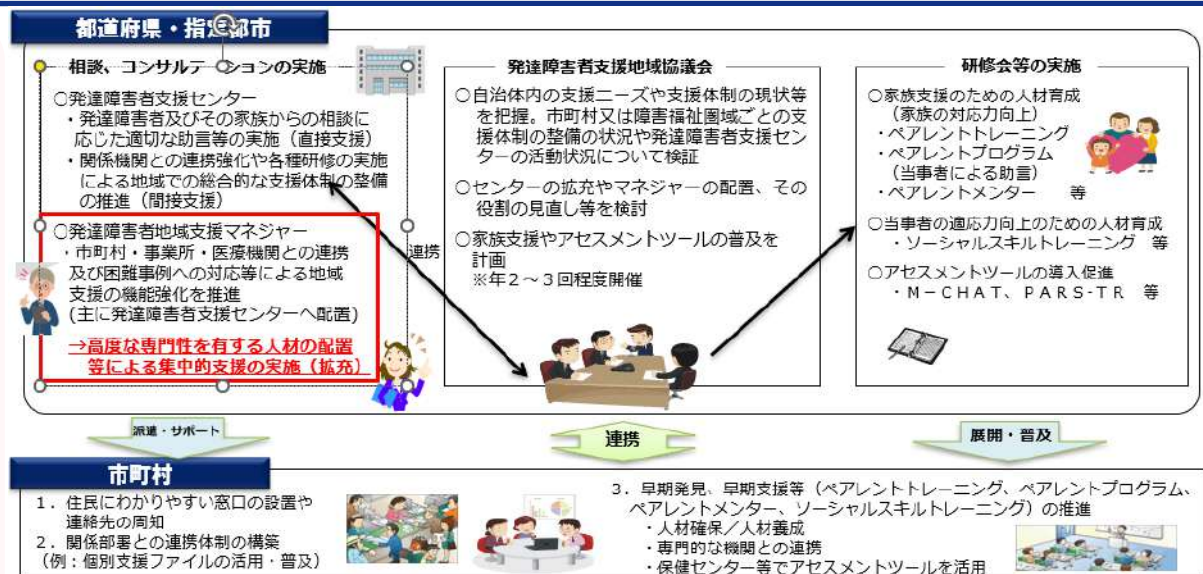 都道府県・指定都市
相談、コンサルテーションの実施
○発達障害者支援センター
・発達障害者及びその家族からの相談に
応じた適切な助言等の実施（直接支援）
・関係機関との連携強化や各種研修の実施
による地域での総合的な支援体制の整備
の推進（間接支援）
○発達障害者地域支援マネジャー
・市町村・事業所・医療機関との連携
及び困難事例への対応等による地域
支援の機能強化を推進
(主に発達障害者支援センターへ配置)
→高度な専門性を有する人材の配置
等による集中的支援の実施（拡充）
連携
発達障害者支援地域協議会
○自治体内の支援ニーズや支援体制の現状等
を把握。市町村又は障害福祉圏域ごとの支
援体制の整備の状況や発達障害者支援セン
ターの活動状況について検証
○センターの拡充やマネジャーの配置、その
役割の見直し等を検討
○家族支援やアセスメントツールの普及を
計画
※年２～３回程度開催
研修会等の実施
○家族支援のための人材育成
（家族の対応力向上）
・ペアレントトレーニング
・ペアレントプログラム
（当事者による助言）
・ペアレントメンター　等
○当事者の適応力向上のための人材育成
・ソーシャルスキルトレーニング　等
○アセスメントツールの導入促進
・Ｍ－ＣＨＡＴ、ＰＡＲＳ-ＴＲ　等
派遣・サポート
連携
展開・普及
市町村
１．住民にわかりやすい窓口の設置や
連絡先の周知
２．関係部署との連携体制の構築
（例：個別支援ファイルの活用・普及）
３．早期発見、早期支援等（ペアレントトレーニング、ペアレントプログラム、
ペアレントメンター、ソーシャルスキルトレーニング）の推進
・人材確保／人材養成
・専門的な機関との連携
・保健センター等でアセスメントツールを活用